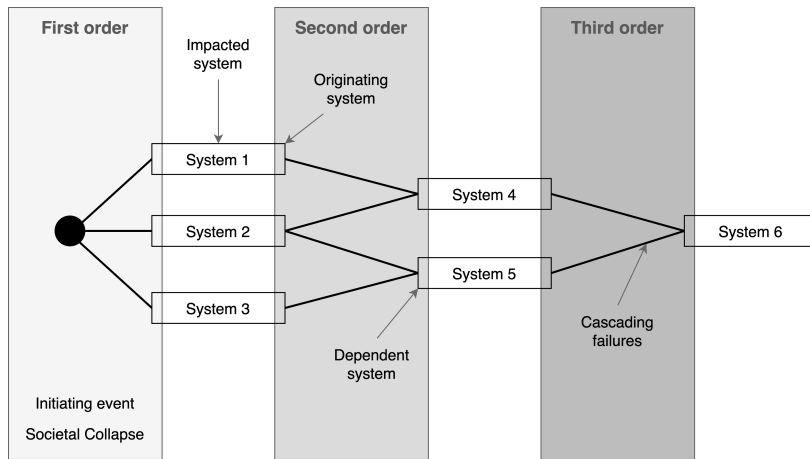 First order
Second order
Third order
Impacted
system
Originating
system
System 1
System 2
System 3
System 4
System 5
System 6
Dependent
system
Cascading
failures
Initiating event
Societal Collapse